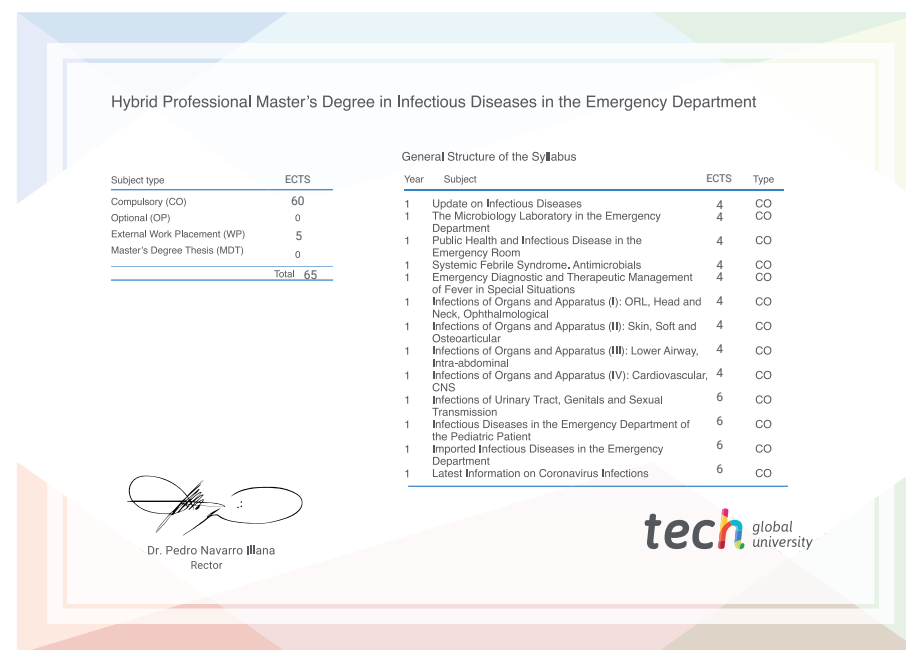 Hybrid Professional Master's Degree in Infectious Diseases in the Emergency Department
Subject type ECTS
Compulsory (CO) 60
Optional (OP) 0
External Work Placement (WP) 5
Master's Degree Thesis (MDT) 0
Total 65
General Structure of the Syllabus
Year Subject ECTS Type
1 Update on Infectious Diseases 4 CO
1 The Microbiology Laboratory in the Emergency 4 CO
Department
1 Public Health and Infectious Disease in the 4 CO
Emergency Room
1 Systemic Febrile Syndrome. Antimicrobials 4 CO
1 Emergency Diagnostic and Therapeutic Management 4 CO
of Fever in Special Situations
1 Infections of Organs and Apparatus (I): ORL, Head and 4 CO
Neck, Ophthalmological
1 Infections of Organs and Apparatus (II): Skin, Soft and 4 CO
Osteoarticular
1 Infections of Organs and Apparatus (III): Lower Airway, 4 CO
Intra-abdominal
1 Infections of Organs and Apparatus (IV): Cardiovascular, 4 CO
CNS
1 Infections of Urinary Tract, Genitals and Sexual 6 CO
Transmission
1 Infectious Diseases in the Emergency Department of 6 CO
the Pediatric Patient
1 Imported Infectious Diseases in the Emergency 6 CO
Department
1 Latest Information on Coronavirus Infections 6 CO
Dr. Pedro Navarro Illana
Rector
tech global
university